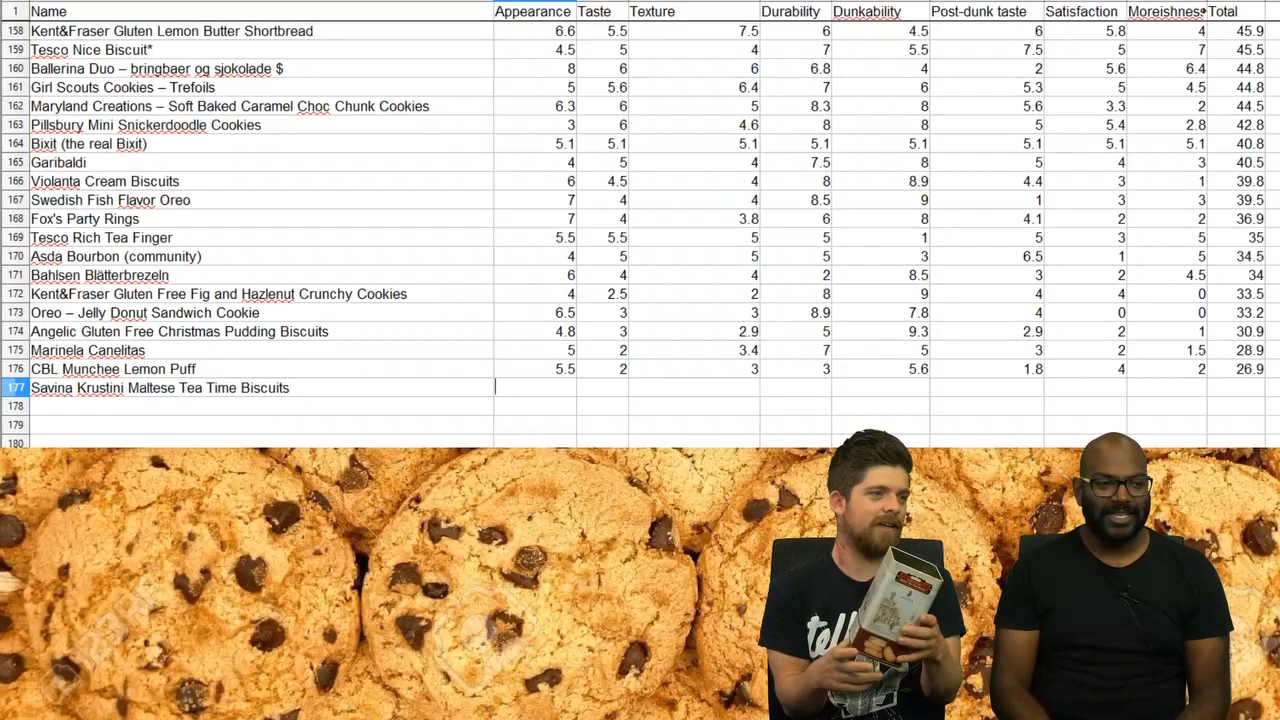 1 Name Appearance Taste Texture Durability Dunkability Post-dunk taste Satisfaction Moreishness Total
158 Kent&Fraser Gluten Lemon Butter Shortbread 6.6 5.5 7.5 6 4.5 6 5.8 4 45.9
159 Tesco Nice Biscuit* 4.5 5 4 7 5.5 7.5 5 7 45.5
160 Ballerina Duo – bringbaer og sjokolade $ 8 6 6 6.8 4 2 5.6 6.4 44.8
161 Girl Scouts Cookies – Trefoils 5 5.6 6.4 7 6 5.3 5 4.5 44.8
162 Maryland Creations – Soft Baked Caramel Choc Chunk Cookies 6.3 6 5 8.3 8 5.6 3.3 2 44.5
163 Pillsbury Mini Snickerdoodle Cookies 3 6 4.6 8 8 5 5.4 2.8 42.8
164 Bixit (the real Bixit) 5.1 5.1 5.1 5.1 5.1 5.1 5.1 5.1 40.8
165 Garibaldi 4 5 4 7.5 8 5 4 3 40.5
166 Violanta Cream Biscuits 6 4.5 4 8 8.9 4.4 3 1 39.8
167 Swedish Fish Flavor Oreo 7 4 4 8.5 9 1 3 3 39.5
168 Fox's Party Rings 7 4 3.8 6 8 4.1 2 2 36.9
169 Tesco Rich Tea Finger 5.5 5.5 5 5 1 5 3 5 35
170 Asda Bourbon (community) 4 5 5 5 3 6.5 1 5 34.5
171 Bahlsen Blätterbrezeln 6 4 4 2 8.5 3 2 4.5 34
172 Kent&Fraser Gluten Free Fig and Hazlenut Crunchy Cookies 4 2.5 2 8 9 4 4 0 33.5
173 Oreo – Jelly Donut Sandwich Cookie 6.5 3 3 8.9 7.8 4 0 0 33.2
174 Angelic Gluten Free Christmas Pudding Biscuits 4.8 3 2.9 5 9.3 2.9 2 1 30.9
175 Marinela Canelitas 5 2 3.4 7 5 3 2 1.5 28.9
176 CBL Munchee Lemon Puff 5.5 2 3 3 5.6 1.8 4 2 26.9
177 Savina Krustini Maltese Tea Time Biscuits
178
179
180
123RF